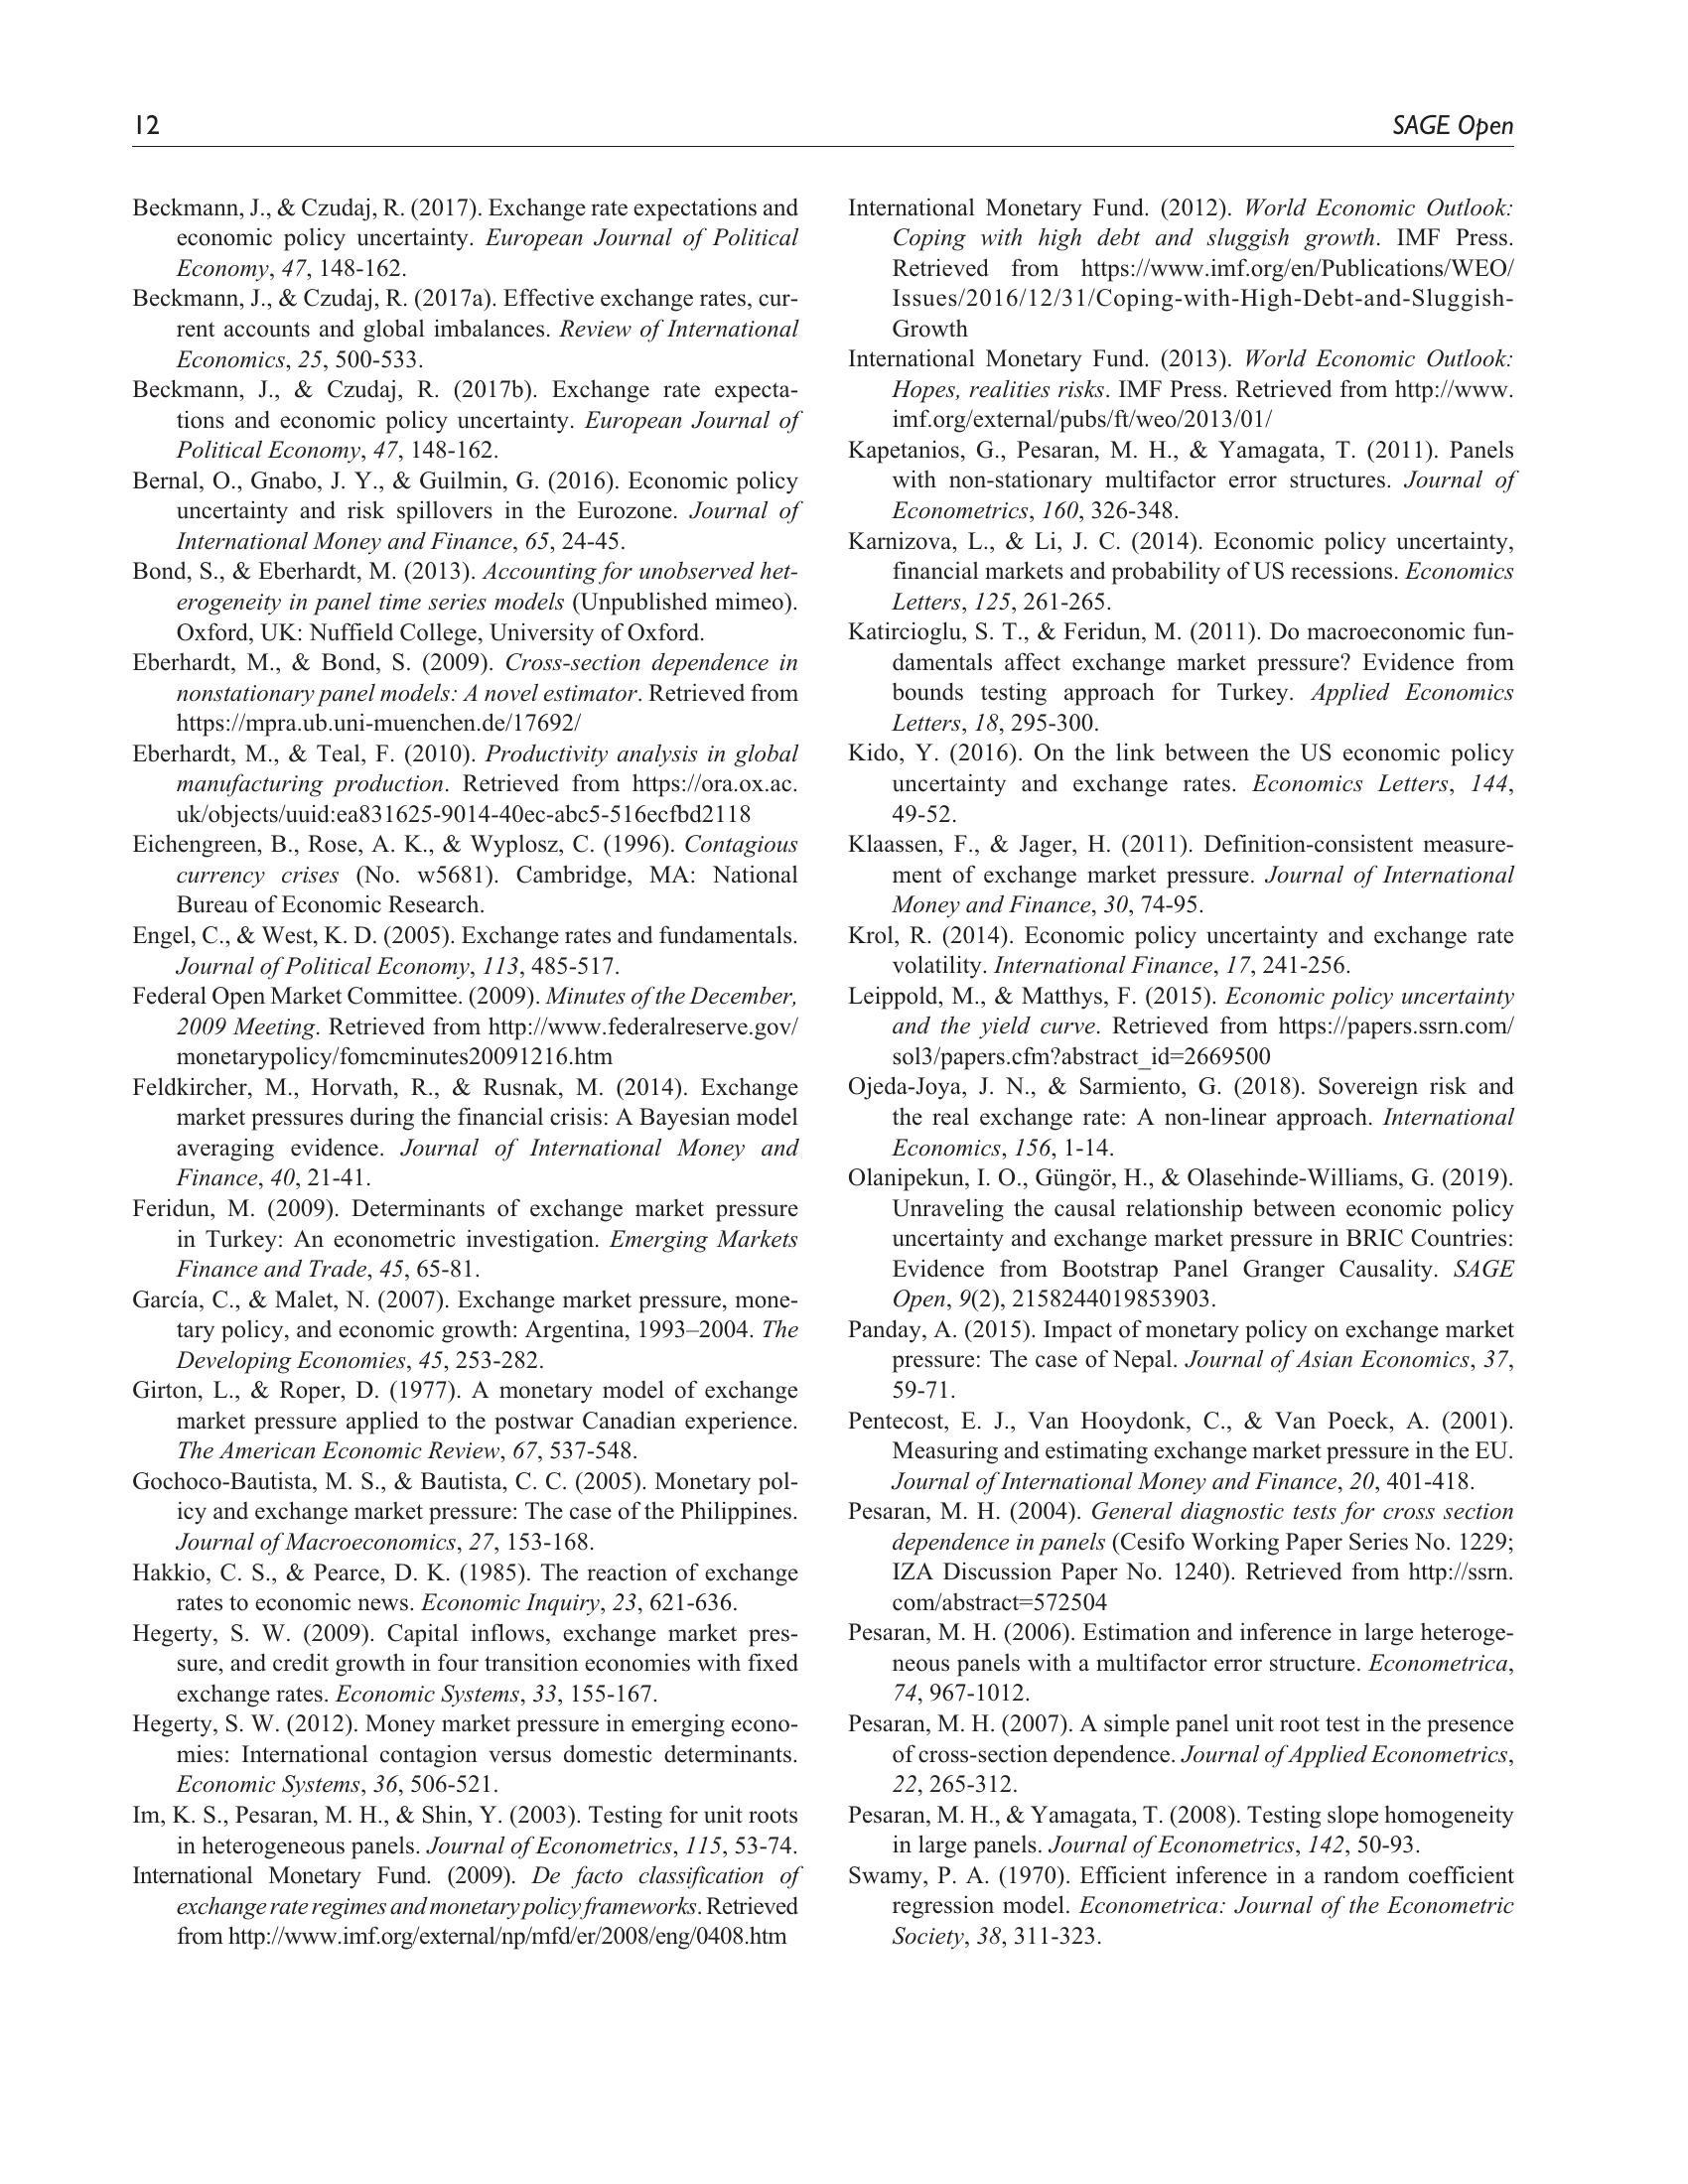 12
SAGE Open
Beckmann, J., & Czudaj, R. (2017). Exchange rate expectations and
economic policy uncertainty. European Journal of Political
Economy, 47, 148-162.
Beckmann, J., & Czudaj, R. (2017a). Effective exchange rates, cur-
rent accounts and global imbalances. Review of International
Economics, 25, 500-533.
Beckmann, J., & Czudaj, R. (2017b). Exchange rate expecta-
tions and economic policy uncertainty. European Journal of
Political Economy, 47, 148-162.
Bernal, O., Gnabo, J. Y., & Guilmin, G. (2016). Economic policy
uncertainty and risk spillovers in the Eurozone. Journal of
International Money and Finance, 65, 24-45.
Bond, S., & Eberhardt, M. (2013). Accounting for unobserved het-
erogeneity in panel time series models (Unpublished mimeo).
Oxford, UK: Nuffield College, University of Oxford.
Eberhardt, M., & Bond, S. (2009). Cross-section dependence in
nonstationary panel models: A novel estimator. Retrieved from
https://mpra.ub.uni-muenchen.de/17692/
Eberhardt, M., & Teal, F. (2010). Productivity analysis in global
manufacturing production. Retrieved from https://ora.ox.ac.
uk/objects/uuid:ea831625-9014-40ec-abc5-516ecfbd2118
Eichengreen, B., Rose, A. K., & Wyplosz, C. (1996). Contagious
currency crises (No. w5681). Cambridge, MA: National
Bureau of Economic Research.
Engel, C., & West, K. D. (2005). Exchange rates and fundamentals.
Journal of Political Economy, 113, 485-517.
Federal Open Market Committee. (2009). Minutes of the December,
2009 Meeting. Retrieved from http://www.federalreserve.gov/
monetarypolicy/fomcminutes20091216.htm
Feldkircher, M., Horvath, R., & Rusnak, M. (2014). Exchange
market pressures during the financial crisis: A Bayesian model
averaging evidence. Journal of International Money and
Finance, 40, 21-41.
Feridun, M. (2009). Determinants of exchange market pressure
in Turkey: An econometric investigation. Emerging Markets
Finance and Trade, 45, 65-81.
García, C., & Malet, N. (2007). Exchange market pressure, mone-
tary policy, and economic growth: Argentina, 1993–2004. The
Developing Economies, 45, 253-282.
Girton, L., & Roper, D. (1977). A monetary model of exchange
market pressure applied to the postwar Canadian experience.
The American Economic Review, 67, 537-548.
Gochoco-Bautista, M. S., & Bautista, C. C. (2005). Monetary pol-
icy and exchange market pressure: The case of the Philippines.
Journal of Macroeconomics, 27, 153-168.
Hakkio, C. S., & Pearce, D. K. (1985). The reaction of exchange
rates to economic news. Economic Inquiry, 23, 621-636.
Hegerty, S. W. (2009). Capital inflows, exchange market pres-
sure, and credit growth in four transition economies with fixed
exchange rates. Economic Systems, 33, 155-167.
Hegerty, S. W. (2012). Money market pressure in emerging econo-
mies: International contagion versus domestic determinants.
Economic Systems, 36, 506-521.
Im, K. S., Pesaran, M. H., & Shin, Y. (2003). Testing for unit roots
in heterogeneous panels. Journal of Econometrics, 115, 53-74.
International Monetary Fund. (2009). De facto classification of
exchange rate regimes and monetary policy frameworks. Retrieved
from http://www.imf.org/external/np/mfd/er/2008/eng/0408.htm
International Monetary Fund. (2012). World Economic Outlook:
Coping with high debt and sluggish growth. IMF Press.
Retrieved from https://www.imf.org/en/Publications/WEO/
Issues/2016/12/31/Coping-with-High-Debt-and-Sluggish-
Growth
International Monetary Fund. (2013). World Economic Outlook:
Hopes, realities risks. IMF Press. Retrieved from http://www.
imf.org/external/pubs/ft/weo/2013/01/
Kapetanios, G., Pesaran, M. H., & Yamagata, T. (2011). Panels
with non-stationary multifactor error structures. Journal of
Econometrics, 160, 326-348.
Karnizova, L., & Li, J. C. (2014). Economic policy uncertainty,
financial markets and probability of US recessions. Economics
Letters, 125, 261-265.
Katircioglu, S. T., & Feridun, M. (2011). Do macroeconomic fun-
damentals affect exchange market pressure? Evidence from
bounds testing approach for Turkey. Applied Economics
Letters, 18, 295-300.
Kido, Y. (2016). On the link between the US economic policy
uncertainty and exchange rates. Economics Letters, 144,
49-52.
Klaassen, F., & Jager, H. (2011). Definition-consistent measure-
ment of exchange market pressure. Journal of International
Money and Finance, 30, 74-95.
Krol, R. (2014). Economic policy uncertainty and exchange rate
volatility. International Finance, 17, 241-256.
Leippold, M., & Matthys, F. (2015). Economic policy uncertainty
and the yield curve. Retrieved from https://papers.ssrn.com/
sol3/papers.cfm?abstract_id=2669500
Ojeda-Joya, J. N., & Sarmiento, G. (2018). Sovereign risk and
the real exchange rate: A non-linear approach. International
Economics, 156, 1-14.
Olanipekun, I. O., Güngör, H., & Olasehinde-Williams, G. (2019).
Unraveling the causal relationship between economic policy
uncertainty and exchange market pressure in BRIC Countries:
Evidence from Bootstrap Panel Granger Causality. SAGE
Open, 9(2), 2158244019853903.
Panday, A. (2015). Impact of monetary policy on exchange market
pressure: The case of Nepal. Journal of Asian Economics, 37,
59-71.
Pentecost, E. J., Van Hooydonk, C., & Van Poeck, A. (2001).
Measuring and estimating exchange market pressure in the EU.
Journal of International Money and Finance, 20, 401-418.
Pesaran, M. H. (2004). General diagnostic tests for cross section
dependence in panels (Cesifo Working Paper Series No. 1229;
IZA Discussion Paper No. 1240). Retrieved from http://ssrn.
com/abstract=572504
Pesaran, M. H. (2006). Estimation and inference in large heteroge-
neous panels with a multifactor error structure. Econometrica,
74, 967-1012.
Pesaran, M. H. (2007). A simple panel unit root test in the presence
of cross-section dependence. Journal of Applied Econometrics,
22, 265-312.
Pesaran, M. H., & Yamagata, T. (2008). Testing slope homogeneity
in large panels. Journal of Econometrics, 142, 50-93.
Swamy, P. A. (1970). Efficient inference in a random coefficient
regression model. Econometrica: Journal of the Econometric
Society, 38, 311-323.